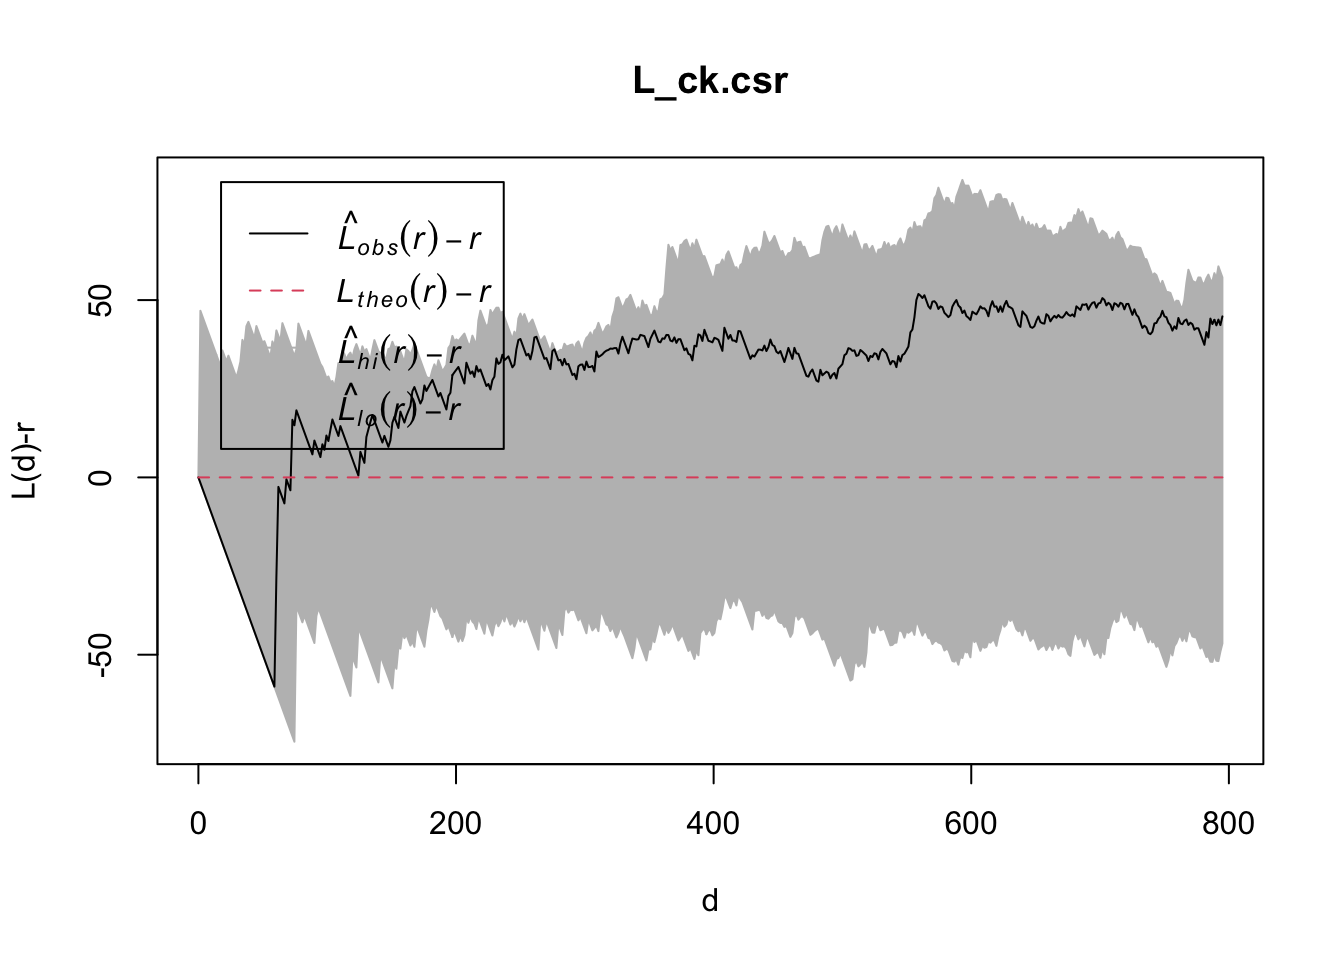 L_ck.csr
L̂obs(r) − r
Ltheo(r) − r
L̂hi(r) − r
L̂lo(r) − r
L(d)-r
50
0
-50
0 200 400 600 800
d